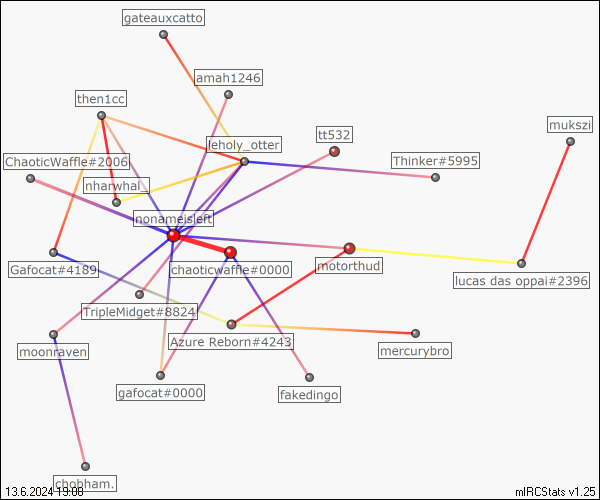 gateauxcatto
amah1246
then1cc
mukszi
tt532
leholy_otter
ChaoticWaffle#2006
Thinker#5995
nharwhal_
nonameisleft
Gafocat#4189
chaoticwaffle#0000
motorthud
lucas das oppai#2396
TripleMidget#8824
Azure Reborn#4243
moonraven
mercurybro
gafocat#0000
fakedingo
chobham.
13.6.2024 19:08
mIRCStats v1.25